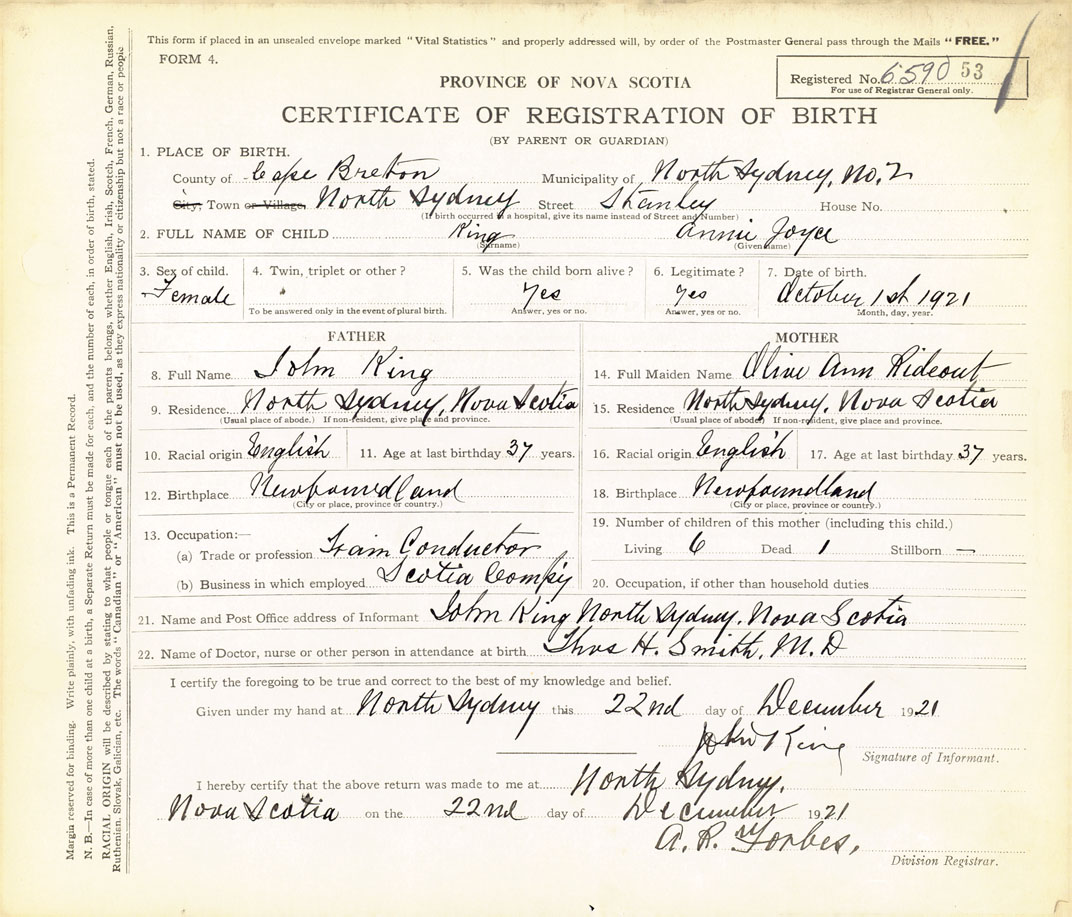 This form if placed in an unsealed envelope marked "Vital Statistics" and properly addressed will, by order of the Postmaster General pass through the Mails "FREE."
FORM 4.
Registered No. 6590 53
For use of Registrar General only.
PROVINCE OF NOVA SCOTIA
CERTIFICATE OF REGISTRATION OF BIRTH
(BY PARENT OR GUARDIAN)
1. PLACE OF BIRTH.
County of Cape Breton Municipality of North Sydney, No. 2
City; Town or Village, North Sydney Street Stanley House No.
(If birth occurred in a hospital, give its name instead of Street and Number)
2. FULL NAME OF CHILD King Annie Joyce
(Surname) (Given name)
3. Sex of child. 4. Twin, triplet or other? 5. Was the child born alive? 6. Legitimate? 7. Date of birth.
Female Yes Yes October 1st 1921
To be answered only in the event of plural birth. Answer, yes or no. Answer, yes or no. Month, day, year.
FATHER MOTHER
8. Full Name John King 14. Full Maiden Name Olive Ann Rideout
9. Residence North Sydney, Nova Scotia 15. Residence North Sydney, Nova Scotia
(Usual place of abode.) If non-resident, give place and province. (Usual place of abode) If non-resident, give place and province.
10. Racial origin English 11. Age at last birthday 37 years. 16. Racial origin English 17. Age at last birthday 37 years.
12. Birthplace Newfoundland 18. Birthplace Newfoundland
(City or place, province or country.) (City or place, province or country.)
13. Occupation:— 19. Number of children of this mother (including this child.)
(a) Trade or profession Train Conductor Living 6 Dead 1 Stillborn —
(b) Business in which employed Scotia Comp'y 20. Occupation, if other than household duties
21. Name and Post Office address of Informant John King North Sydney, Nova Scotia
22. Name of Doctor, nurse or other person in attendance at birth Thos H. Smith, M.D
I certify the foregoing to be true and correct to the best of my knowledge and belief.
Given under my hand at North Sydney this 22nd day of December 1921
John King
Signature of Informant.
I hereby certify that the above return was made to me at North Sydney,
Nova Scotia on the 22nd day of December 1921
A. R. Forbes,
Division Registrar.
Margin reserved for binding. Write plainly, with unfading ink. This is a Permanent Record.
N. B.—In case of more than one child at a birth, a Separate Return must be made for each, and the number of each, in order of birth, stated.
RACIAL ORIGIN will be described by stating to what people or tongue each of the parents belongs, whether English, Irish, Scotch, French, German, Russian,
Ruthenian, Slovak, Galician, etc. The words "Canadian" or "American" must not be used, as they express nationality or citizenship but not a race or people